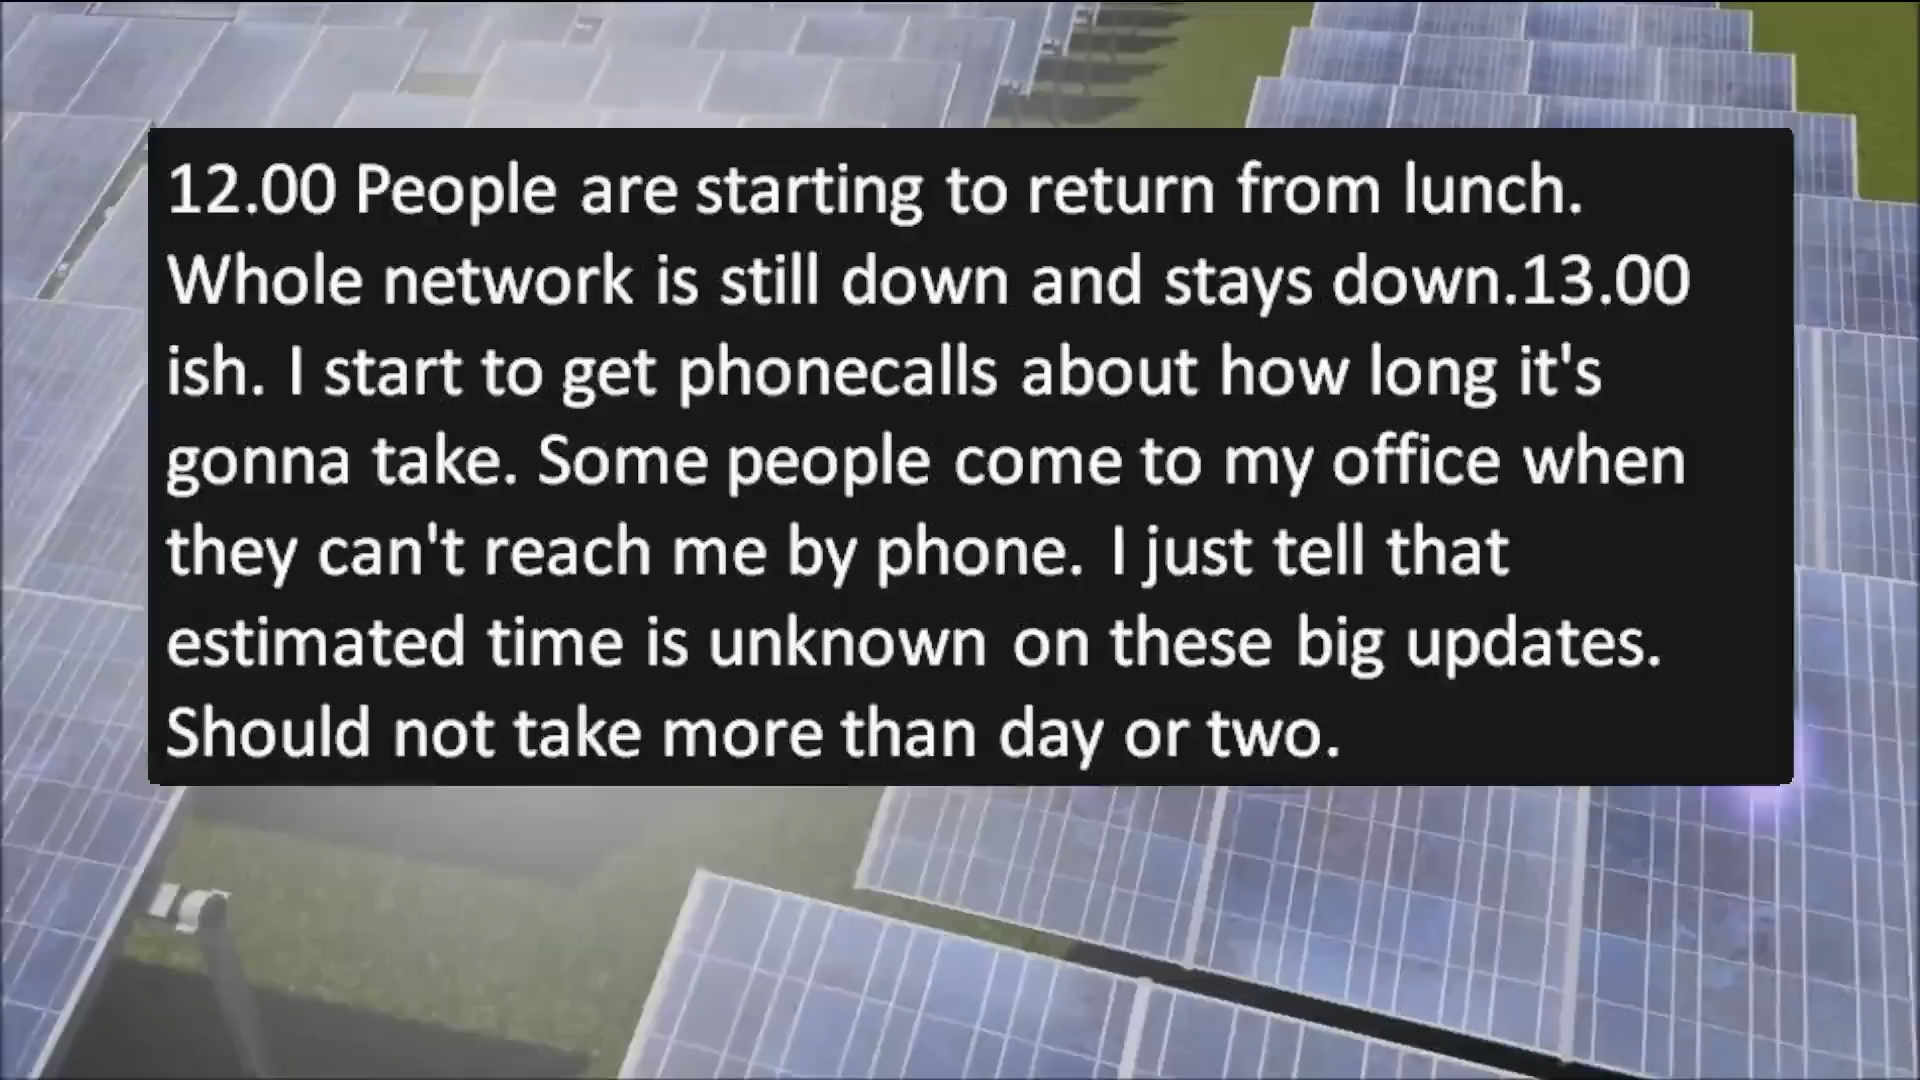 12.00 People are starting to return from lunch.
Whole network is still down and stays down.13.00
ish. I start to get phonecalls about how long it's
gonna take. Some people come to my office when
they can't reach me by phone. I just tell that
estimated time is unknown on these big updates.
Should not take more than day or two.